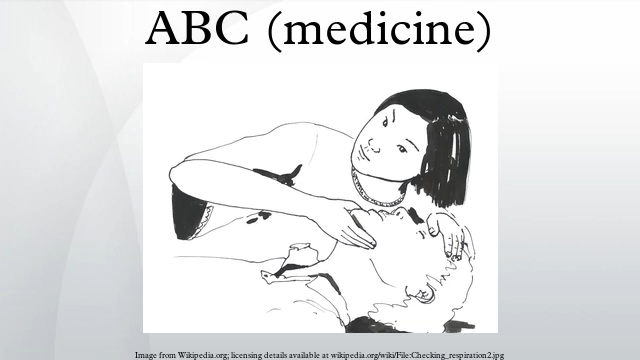 ABC (medicine)
Image from Wikipedia.org; licensing details available at wikipedia.org/wiki/File:Checking_respiration2.jpg